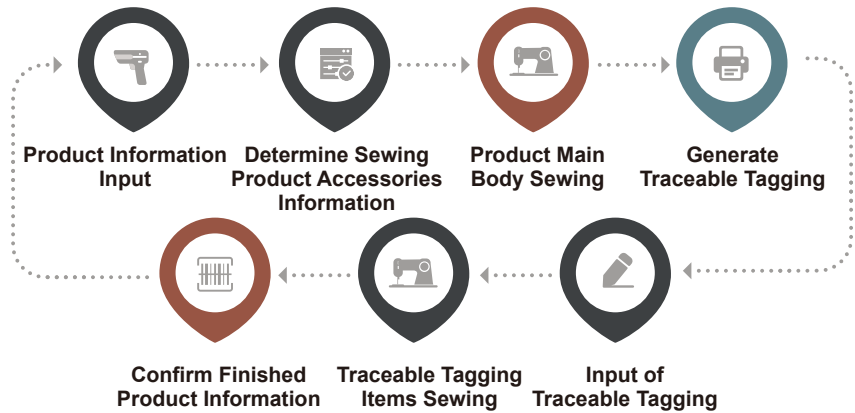 Product Information
Input
Determine Sewing
Product Accessories
Information
Product Main
Body Sewing
Generate
Traceable Tagging
Confirm Finished
Product Information
Traceable Tagging
Items Sewing
Input of
Traceable Tagging